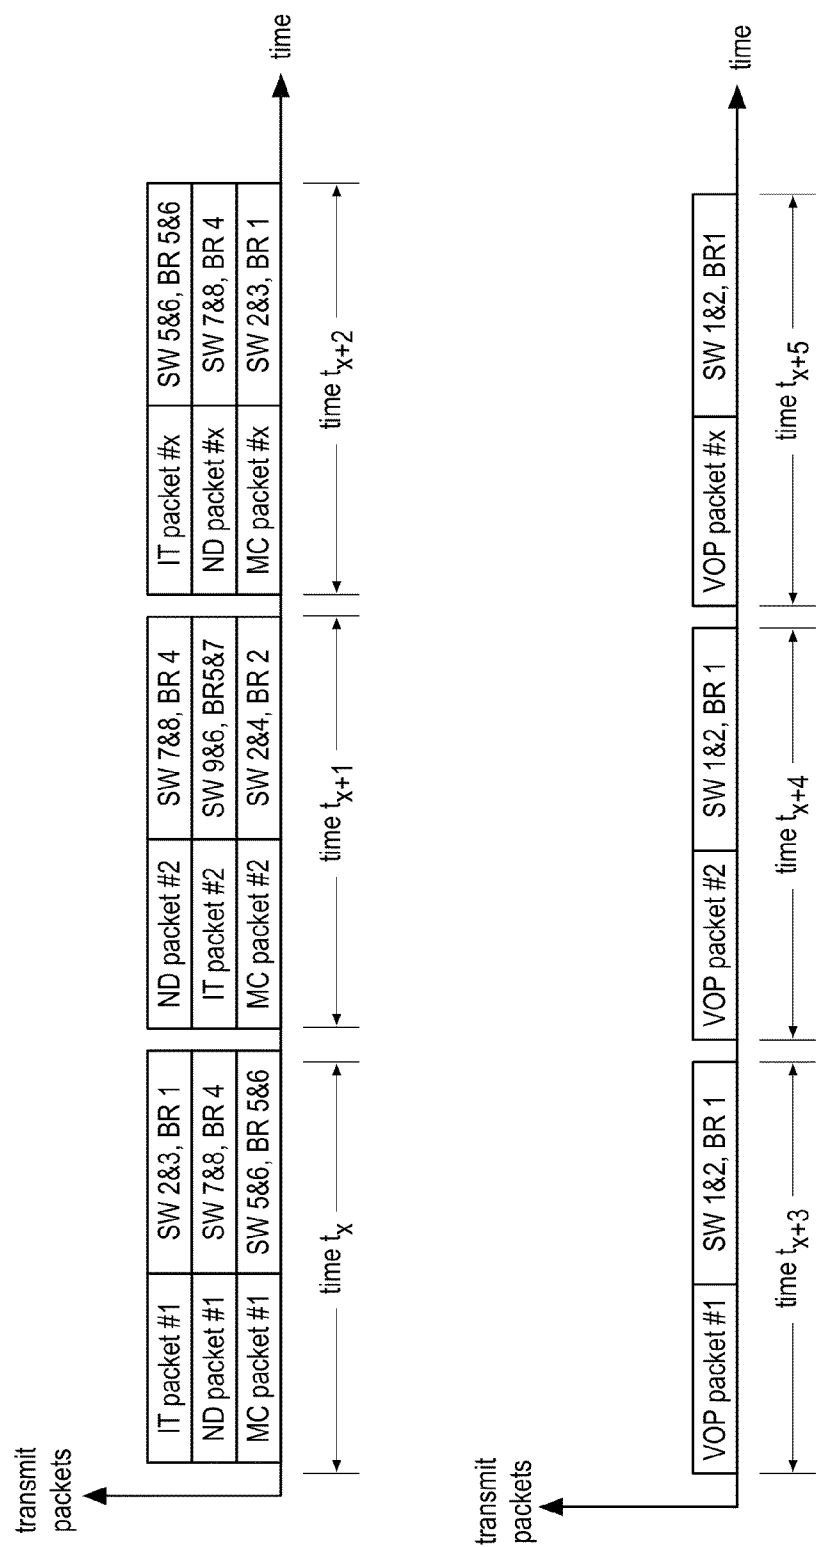 transmit
packets
IT packet #1
SW 2&3, BR 1
ND packet #1
SW 7&8, BR 4
MC packet #1
SW 5&6, BR 5&6
time tx
ND packet #2
SW 7&8, BR 4
IT packet #2
SW 9&6, BR5&7
MC packet #2
SW 2&4, BR 2
time tx+1
IT packet #x
SW 5&6, BR 5&6
ND packet #x
SW 7&8, BR 4
MC packet #x
SW 2&3, BR 1
time tx+2
time
transmit
packets
VOP packet #1
SW 1&2, BR 1
time tx+3
VOP packet #2
SW 1&2, BR 1
time tx+4
VOP packet #x
SW 1&2, BR1
time tx+5
time